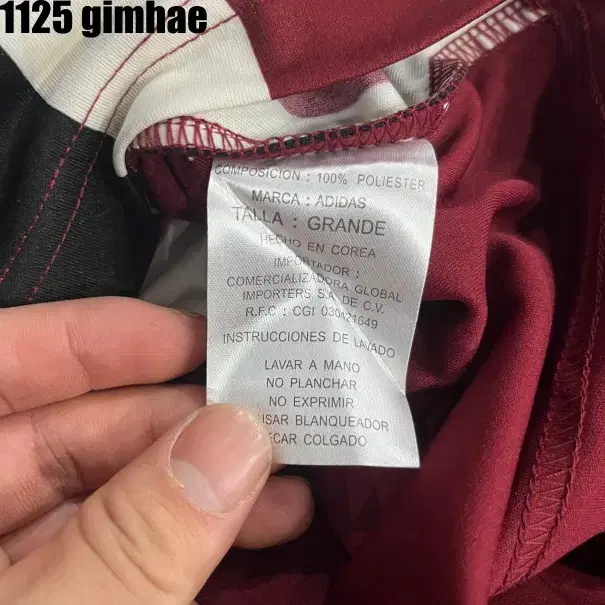 1125 gimhae
COMPOSICION : 100% POLIESTER
MARCA : ADIDAS
TALLA : GRANDE
HECHO EN COREA
IMPORTADOR :
COMERCIALIZADORA GLOBAL
IMPORTERS S.A. DE C.V.
R.F.C : CGI 030421649
INSTRUCCIONES DE LAVADO
LAVAR A MANO
NO PLANCHAR
NO EXPRIMIR
USAR BLANQUEADOR
ECAR COLGADO